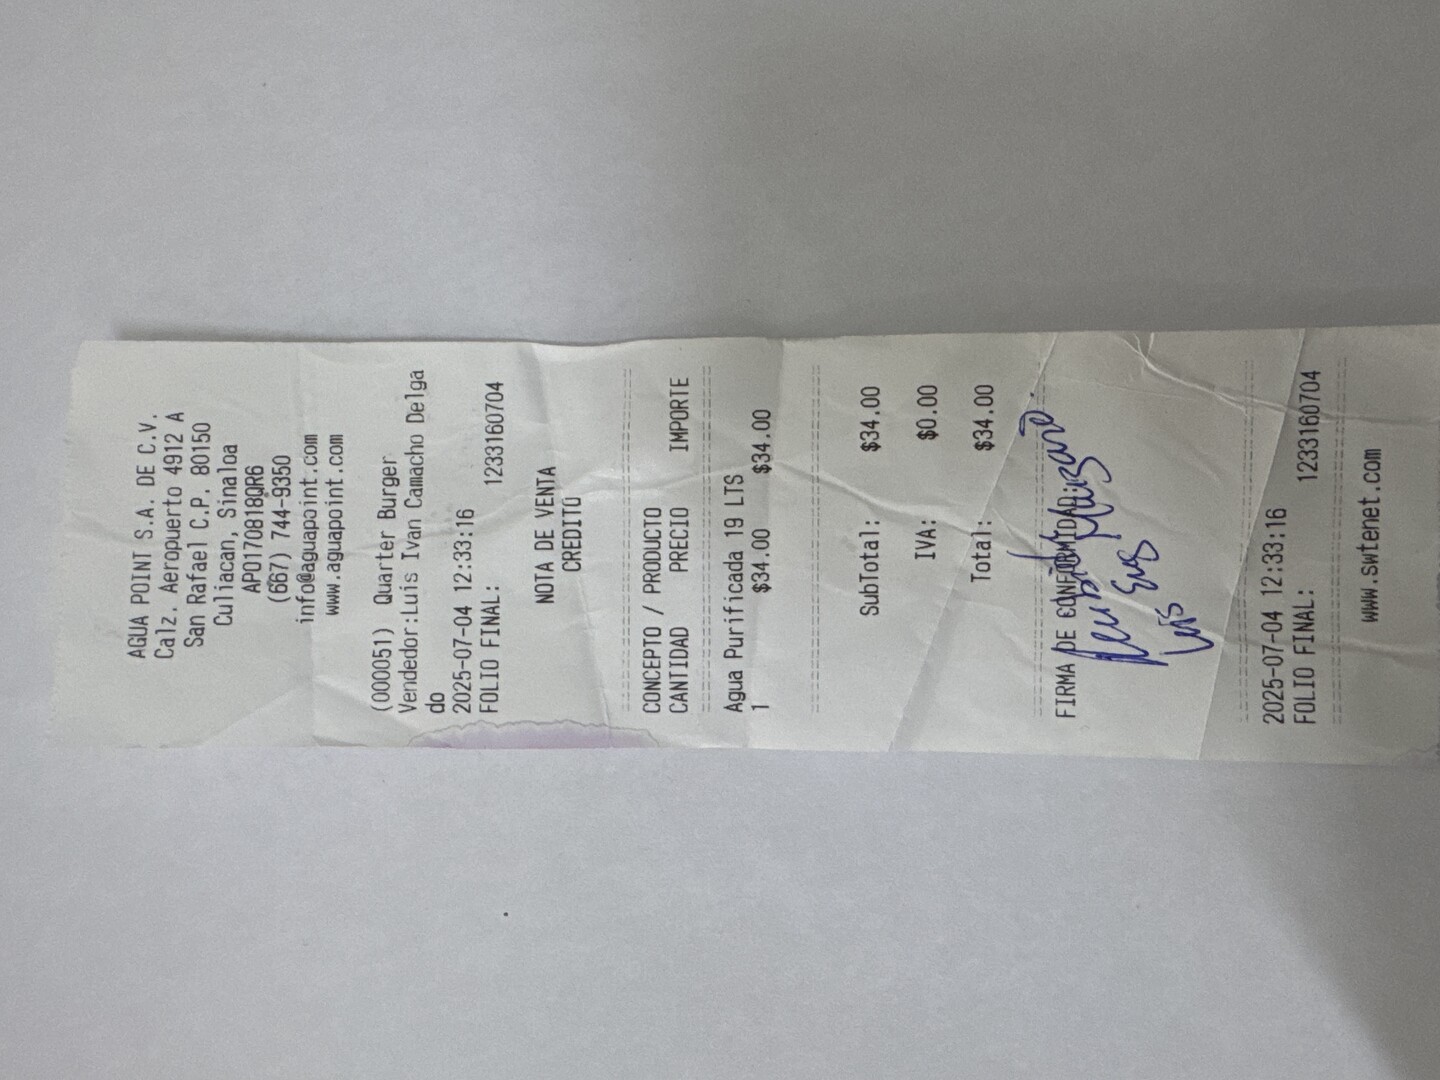 AGUA POINT S.A. DE C.V.
Calz. Aeropuerto 4912 A
San Rafael C.P. 80150
Culiacan, Sinaloa
APO170818QR6
(667) 744-9350
info@aguapoint.com
www.aguapoint.com
(000051) Quarter Burger
Vendedor:Luis Ivan Camacho Delga
do
2025-07-04 12:33:16
FOLIO FINAL: 1233160704
NOTA DE VENTA
CREDITO
CONCEPTO / PRODUCTO
CANTIDAD PRECIO IMPORTE
Agua Purificada 19 LTS
1 $34.00 $34.00
SubTotal: $34.00
IVA: $0.00
Total: $34.00
FIRMA DE CONFORMIDAD:
2025-07-04 12:33:16
FOLIO FINAL: 1233160704
www.swtenet.com